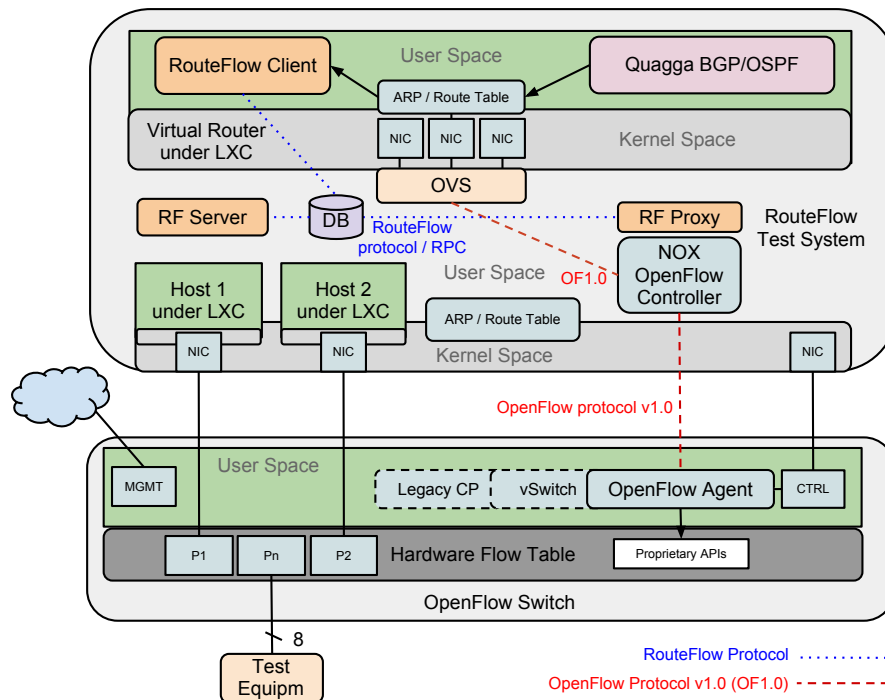 RouteFlow Client
User Space
Quagga BGP/OSPF
ARP / Route Table
Virtual Router
under LXC
NIC
NIC
NIC
Kernel Space
OVS
RF Server
DB
RF Proxy
RouteFlow
Test System
RouteFlow
protocol / RPC
NOX
OpenFlow
Controller
User Space
OF1.0
Host 1
under LXC
Host 2
under LXC
ARP / Route Table
NIC
NIC
Kernel Space
NIC
OpenFlow protocol v1.0
User Space
MGMT
Legacy CP
vSwitch
OpenFlow Agent
CTRL
P1
Pn
P2
Hardware Flow Table
Proprietary APIs
OpenFlow Switch
8
Test
Equipm
RouteFlow Protocol
OpenFlow Protocol v1.0 (OF1.0)